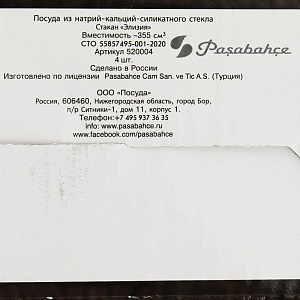 Посуда из натрий-кальций-силикатного стекла
Стакан «Элизия»
Вместимость ~355 см³
СТО 55857495-001-2020
Артикул 520004
4 шт.
Сделано в России
Изготовлено по лицензии Pasabahce Cam San. ve Tic A.S. (Турция)
Paşabahçe
ООО «Посуда»
Россия, 606460, Нижегородская область, гор Бор,
п/р Ситники-1, дом 11, корпус 1.
Телефон:+7 495 937 36 35
info@pasabahce.ru
www.pasabahce.ru
www.facebook.com/pasabahce